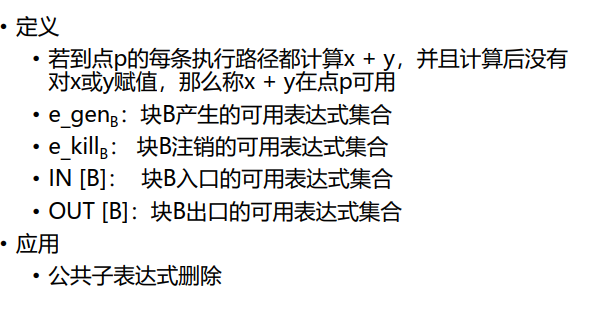 • 定义
• 若到点p的每条执行路径都计算x + y，并且计算后没有
对x或y赋值，那么称x + y在点p可用
• e_genB：块B产生的可用表达式集合
• e_killB： 块B注销的可用表达式集合
• IN [B]： 块B入口的可用表达式集合
• OUT [B]：块B出口的可用表达式集合
• 应用
• 公共子表达式删除